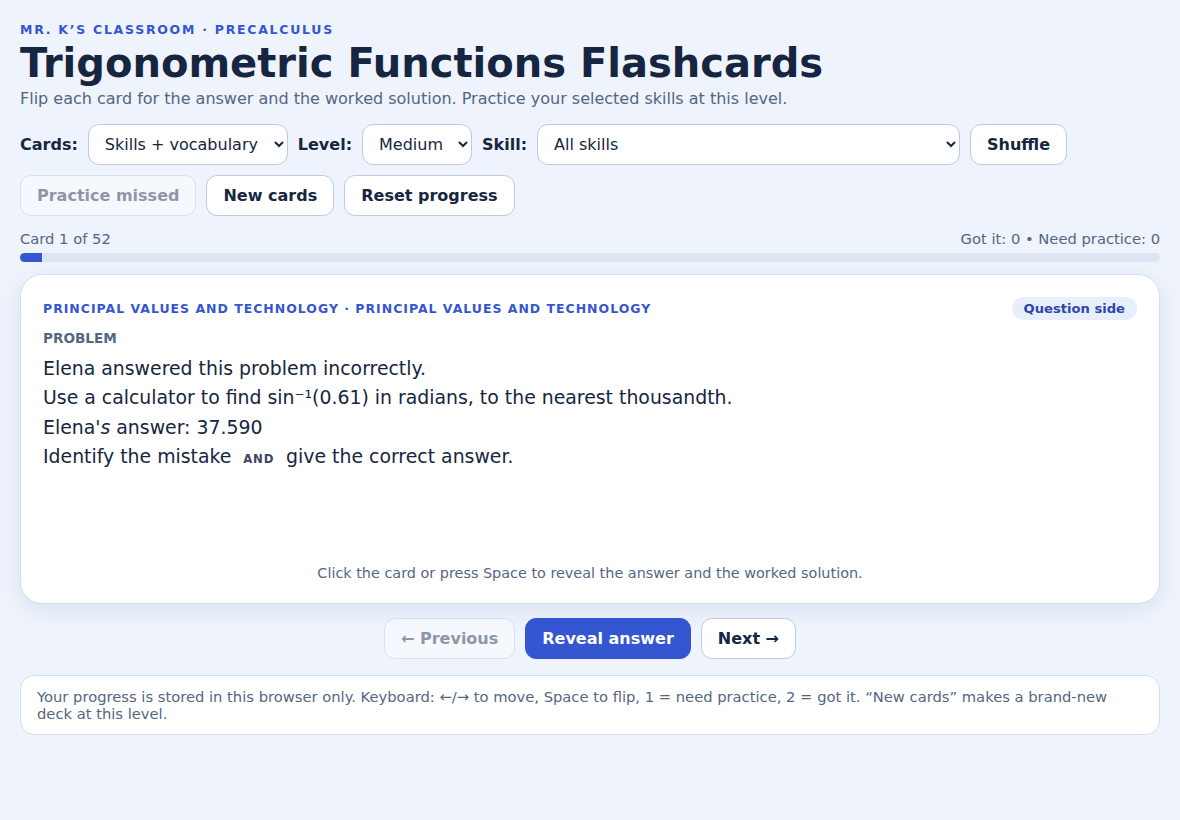 MR. K’S CLASSROOM · PRECALCULUS
Trigonometric Functions Flashcards
Flip each card for the answer and the worked solution. Practice your selected skills at this level.
Cards: Skills + vocabulary Level: Medium Skill: All skills Shuffle
Practice missed New cards Reset progress
Card 1 of 52 Got it: 0 • Need practice: 0
PRINCIPAL VALUES AND TECHNOLOGY · PRINCIPAL VALUES AND TECHNOLOGY Question side
PROBLEM
Elena answered this problem incorrectly.
Use a calculator to find sin⁻¹(0.61) in radians, to the nearest thousandth.
Elena's answer: 37.590
Identify the mistake AND give the correct answer.
Click the card or press Space to reveal the answer and the worked solution.
← Previous Reveal answer Next →
Your progress is stored in this browser only. Keyboard: ←/→ to move, Space to flip, 1 = need practice, 2 = got it. “New cards” makes a brand-new
deck at this level.